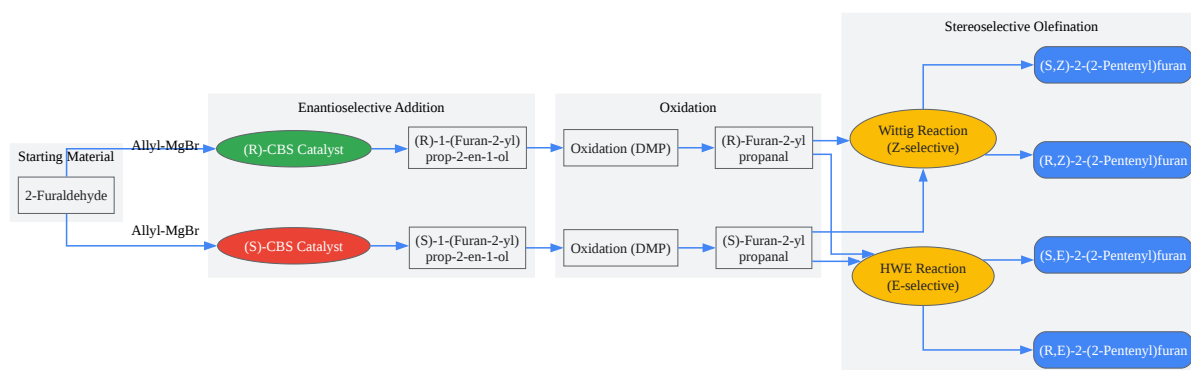 Stereoselective Olefination
(S,Z)-2-(2-Pentenyl)furan
Enantioselective Addition
Oxidation
Starting Material
Allyl-MgBr
(R)-CBS Catalyst
(R)-1-(Furan-2-yl)
prop-2-en-1-ol
Oxidation (DMP)
(R)-Furan-2-yl
propanal
Wittig Reaction
(Z-selective)
(R,Z)-2-(2-Pentenyl)furan
2-Furaldehyde
Allyl-MgBr
(S)-CBS Catalyst
(S)-1-(Furan-2-yl)
prop-2-en-1-ol
Oxidation (DMP)
(S)-Furan-2-yl
propanal
HWE Reaction
(E-selective)
(S,E)-2-(2-Pentenyl)furan
(R,E)-2-(2-Pentenyl)furan